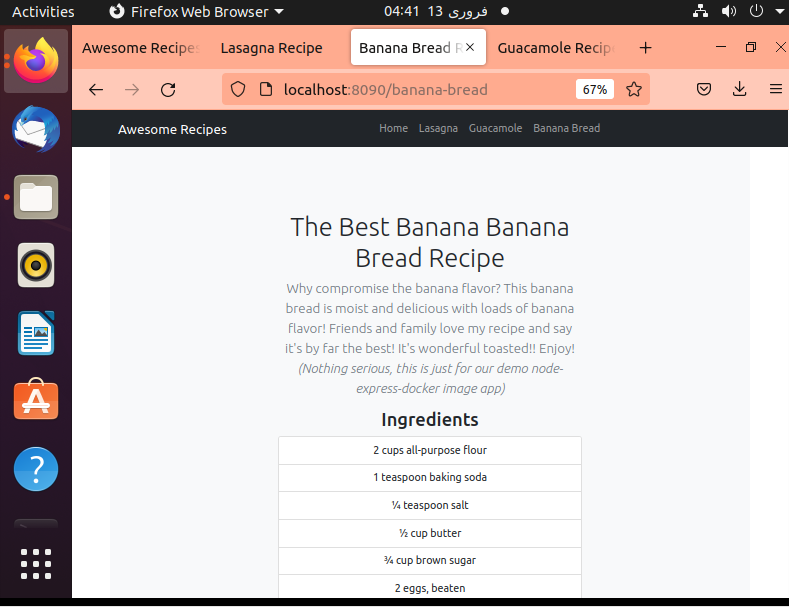 Activities Firefox Web Browser 04:41 13 فوری
Awesome Recipes Lasagna Recipe Banana Bread R Guacamole Recip
localhost:8090/banana-bread 67%
Awesome Recipes Home Lasagna Guacamole Banana Bread
The Best Banana Banana
Bread Recipe
Why compromise the banana flavor? This banana
bread is moist and delicious with loads of banana
flavor! Friends and family love my recipe and say
it's by far the best! It's wonderful toasted!! Enjoy!
(Nothing serious, this is just for our demo node-
express-docker image app)
Ingredients
2 cups all-purpose flour
1 teaspoon baking soda
¼ teaspoon salt
½ cup butter
¾ cup brown sugar
2 eggs, beaten